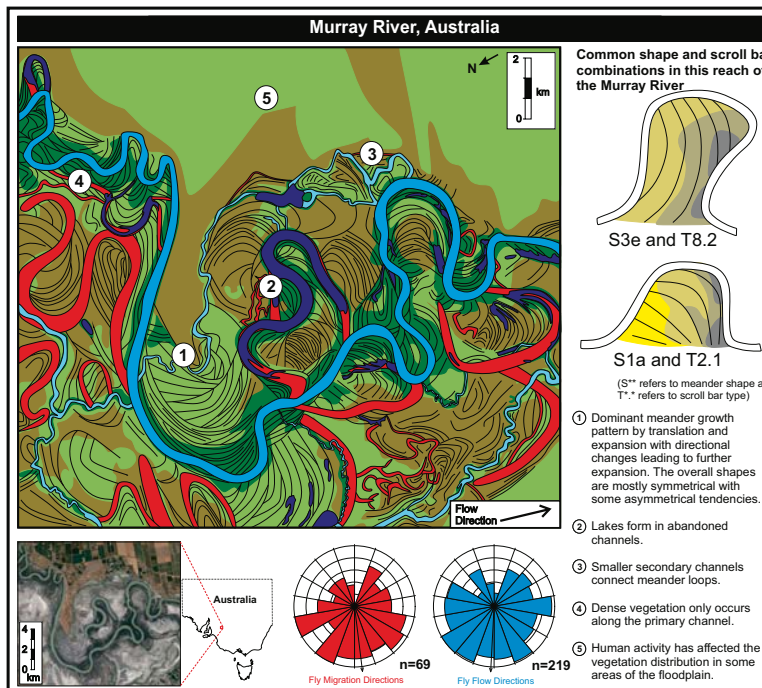 Murray River, Australia
N
2
km
0
1
2
3
4
5
Flow
Direction
Common shape and scroll ba
combinations in this reach o
the Murray River
S3e and T8.2
S1a and T2.1
(S** refers to meander shape a
T*.* refers to scroll bar type)
1 Dominant meander growth
pattern by translation and
expansion with directional
changes leading to further
expansion. The overall shapes
are mostly symmetrical with
some asymmetrical tendencies.
2 Lakes form in abandoned
channels.
3 Smaller secondary channels
connect meander loops.
4 Dense vegetation only occurs
along the primary channel.
5 Human activity has affected the
vegetation distribution in some
areas of the floodplain.
4
2
0
km
Australia
n=69
Fly Migration Directions
n=219
Fly Flow Directions